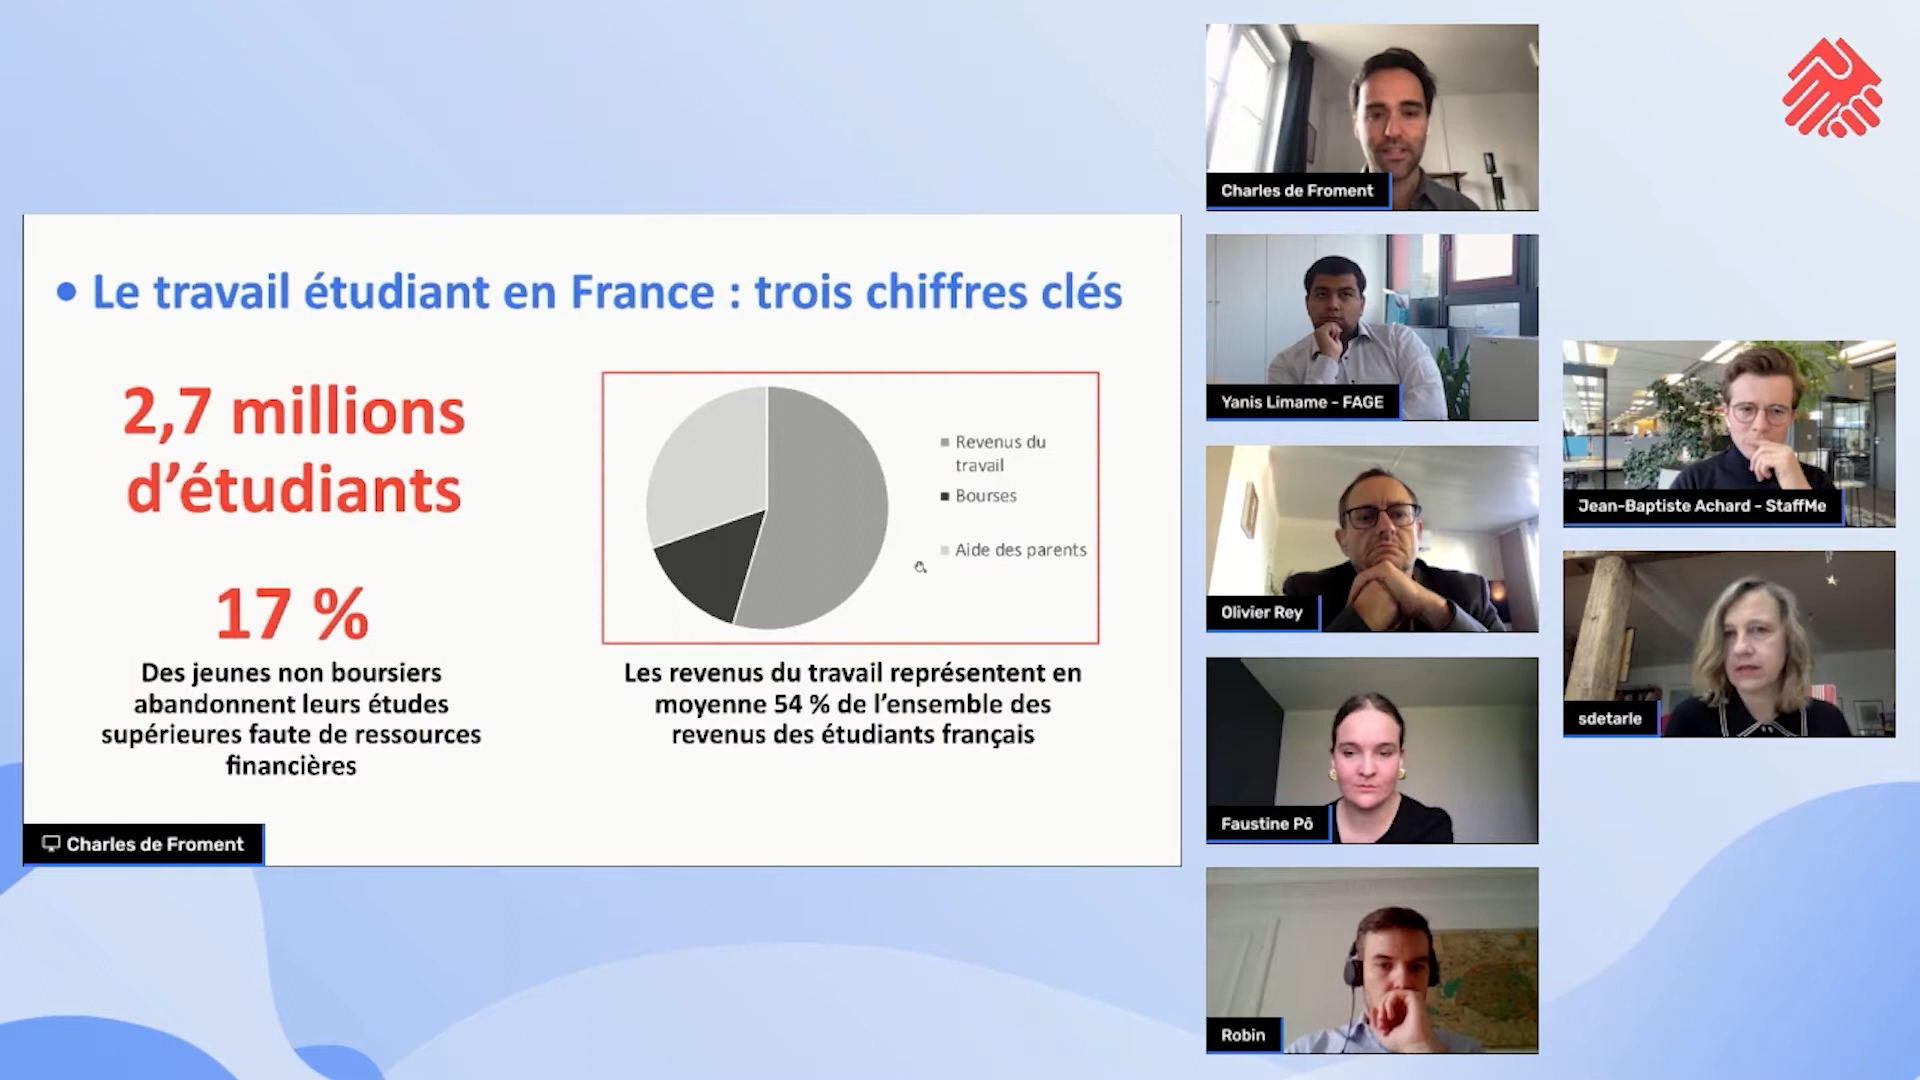 • Le travail étudiant en France : trois chiffres clés
2,7 millions
d’étudiants
17 %
Des jeunes non boursiers
abandonnent leurs études
supérieures faute de ressources
financières
Revenus du
travail
Bourses
Aide des parents
Les revenus du travail représentent en
moyenne 54 % de l’ensemble des
revenus des étudiants français
Charles de Froment
Charles de Froment
Yanis Limame - FAGE
Olivier Rey
Faustine Pô
Robin
Jean-Baptiste Achard - StaffMe
sdetarle